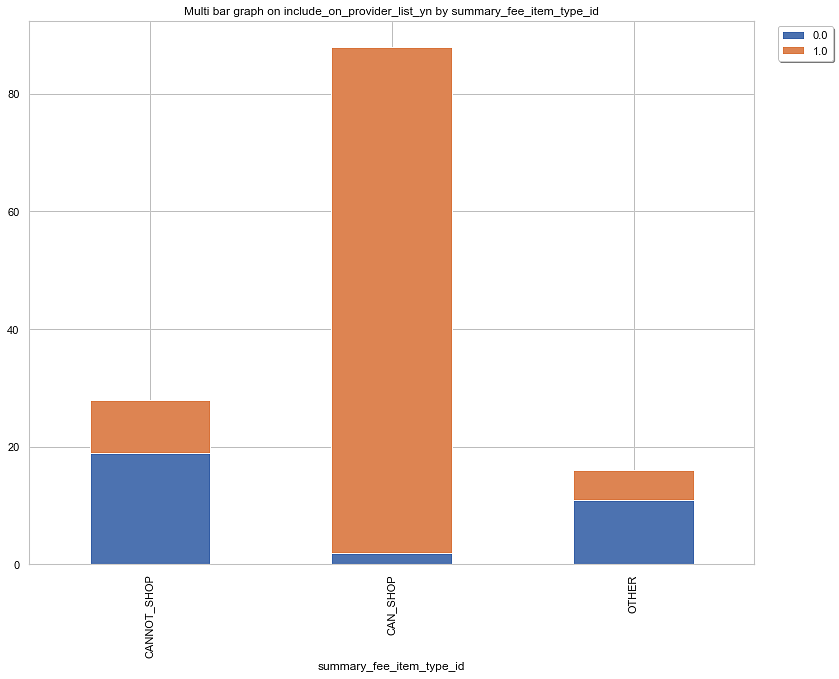 Multi bar graph on include_on_provider_list_yn by summary_fee_item_type_id
0.0
1.0
80
60
40
20
0
CANNOT_SHOP
CAN_SHOP
OTHER
summary_fee_item_type_id